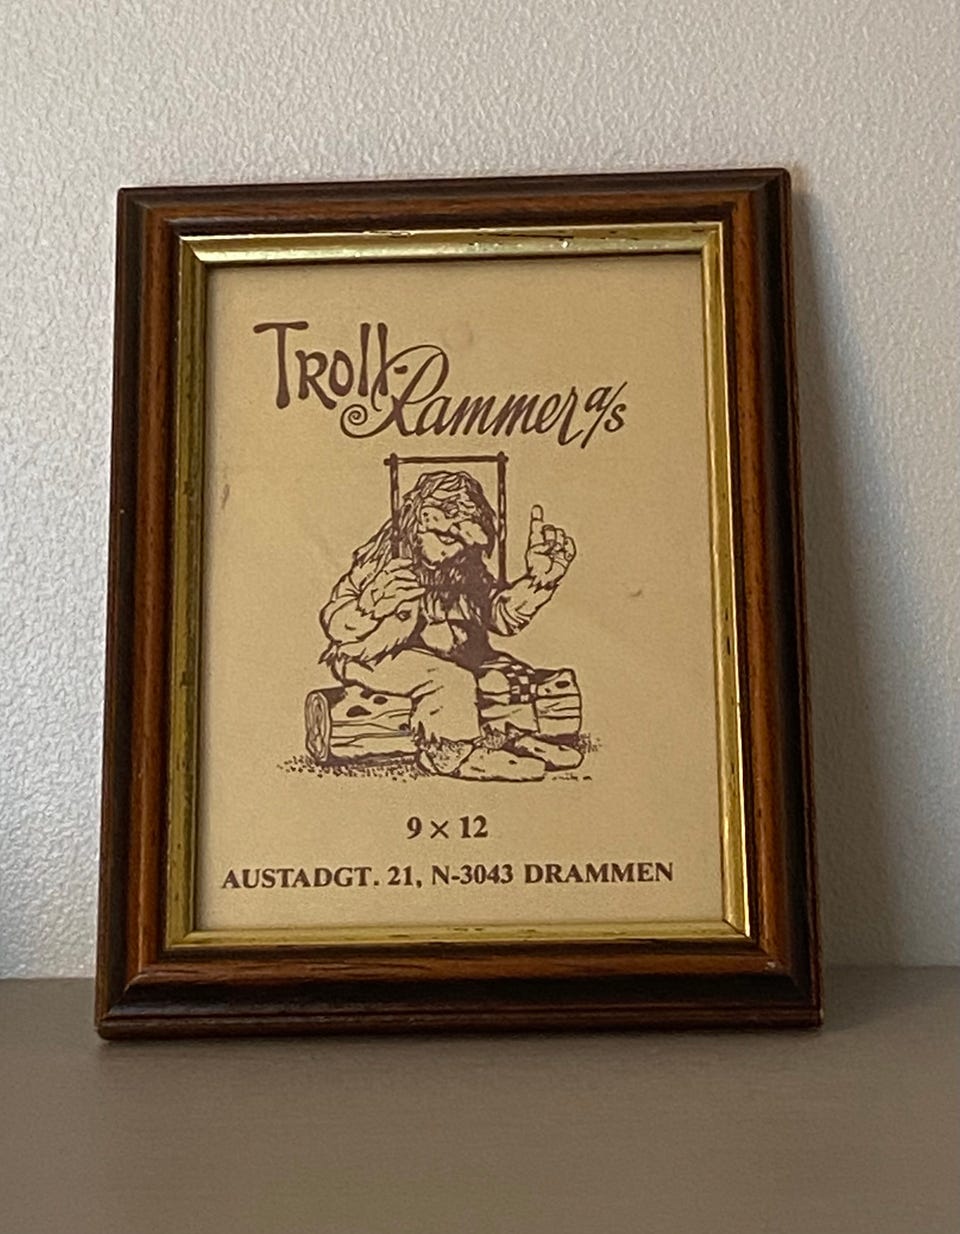 Troll-
Rammer a/s
9 × 12
AUSTADGT. 21, N-3043 DRAMMEN